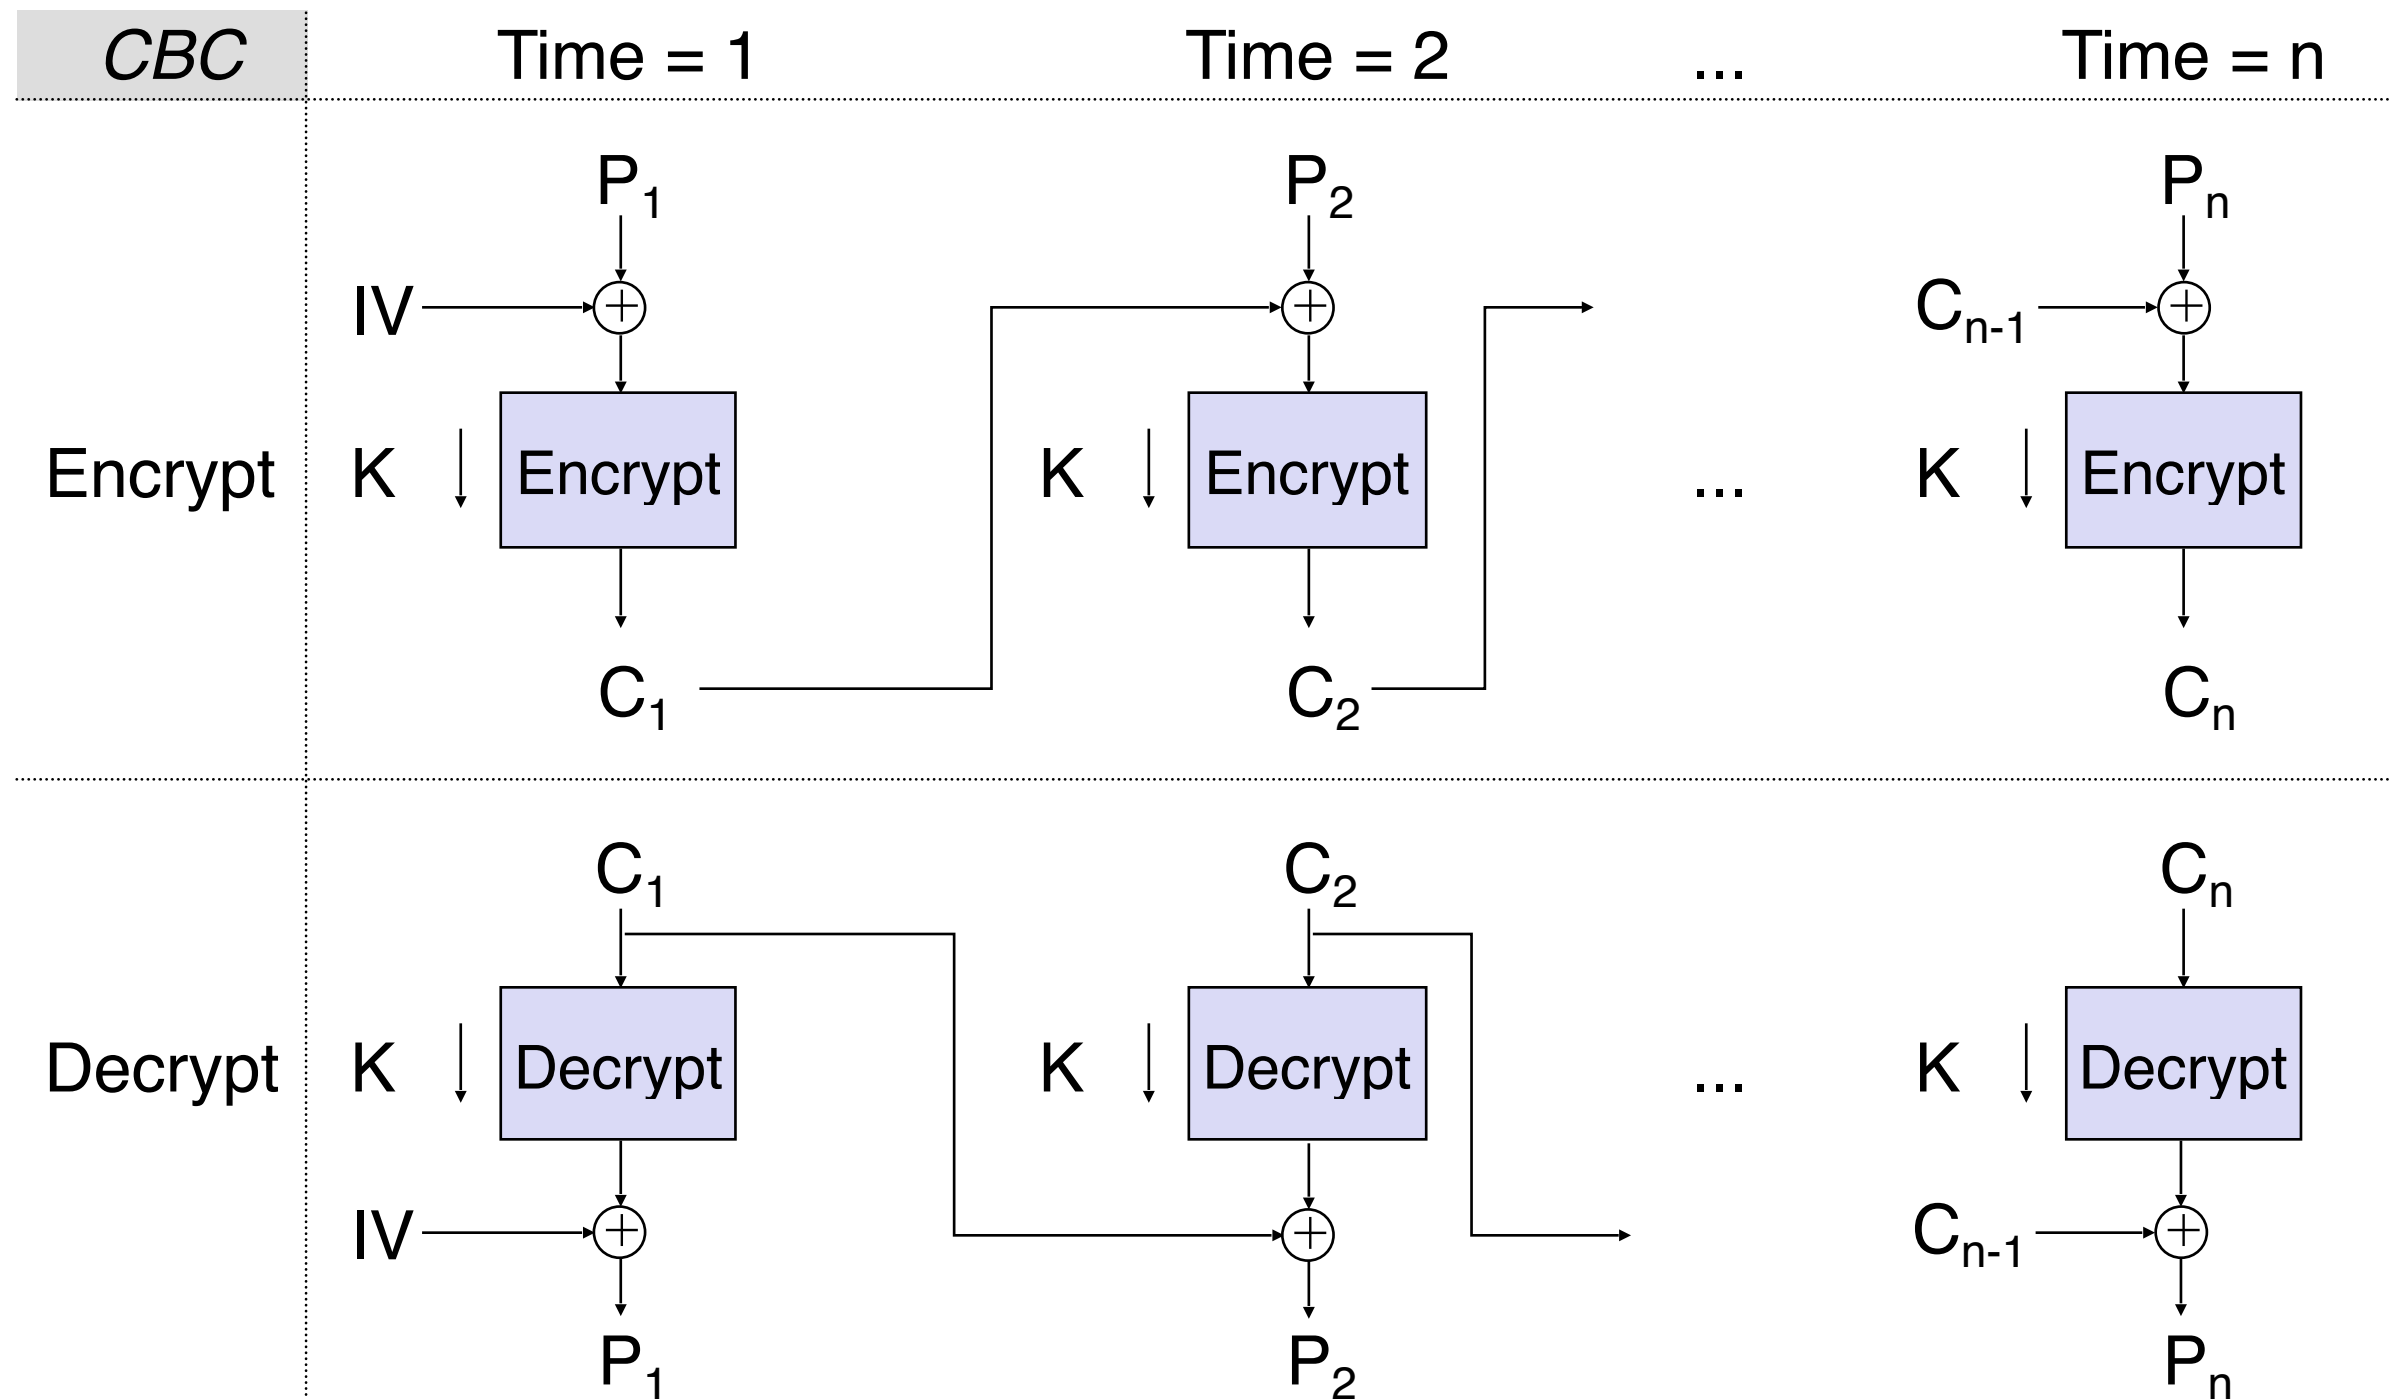 CBC Time = 1 Time = 2 ... Time = n
P1 P2 Pn
IV Cn-1
Encrypt K Encrypt K Encrypt ... K Encrypt
C1 C2 Cn
C1 C2 Cn
Decrypt K Decrypt K Decrypt ... K Decrypt
IV Cn-1
P1 P2 Pn